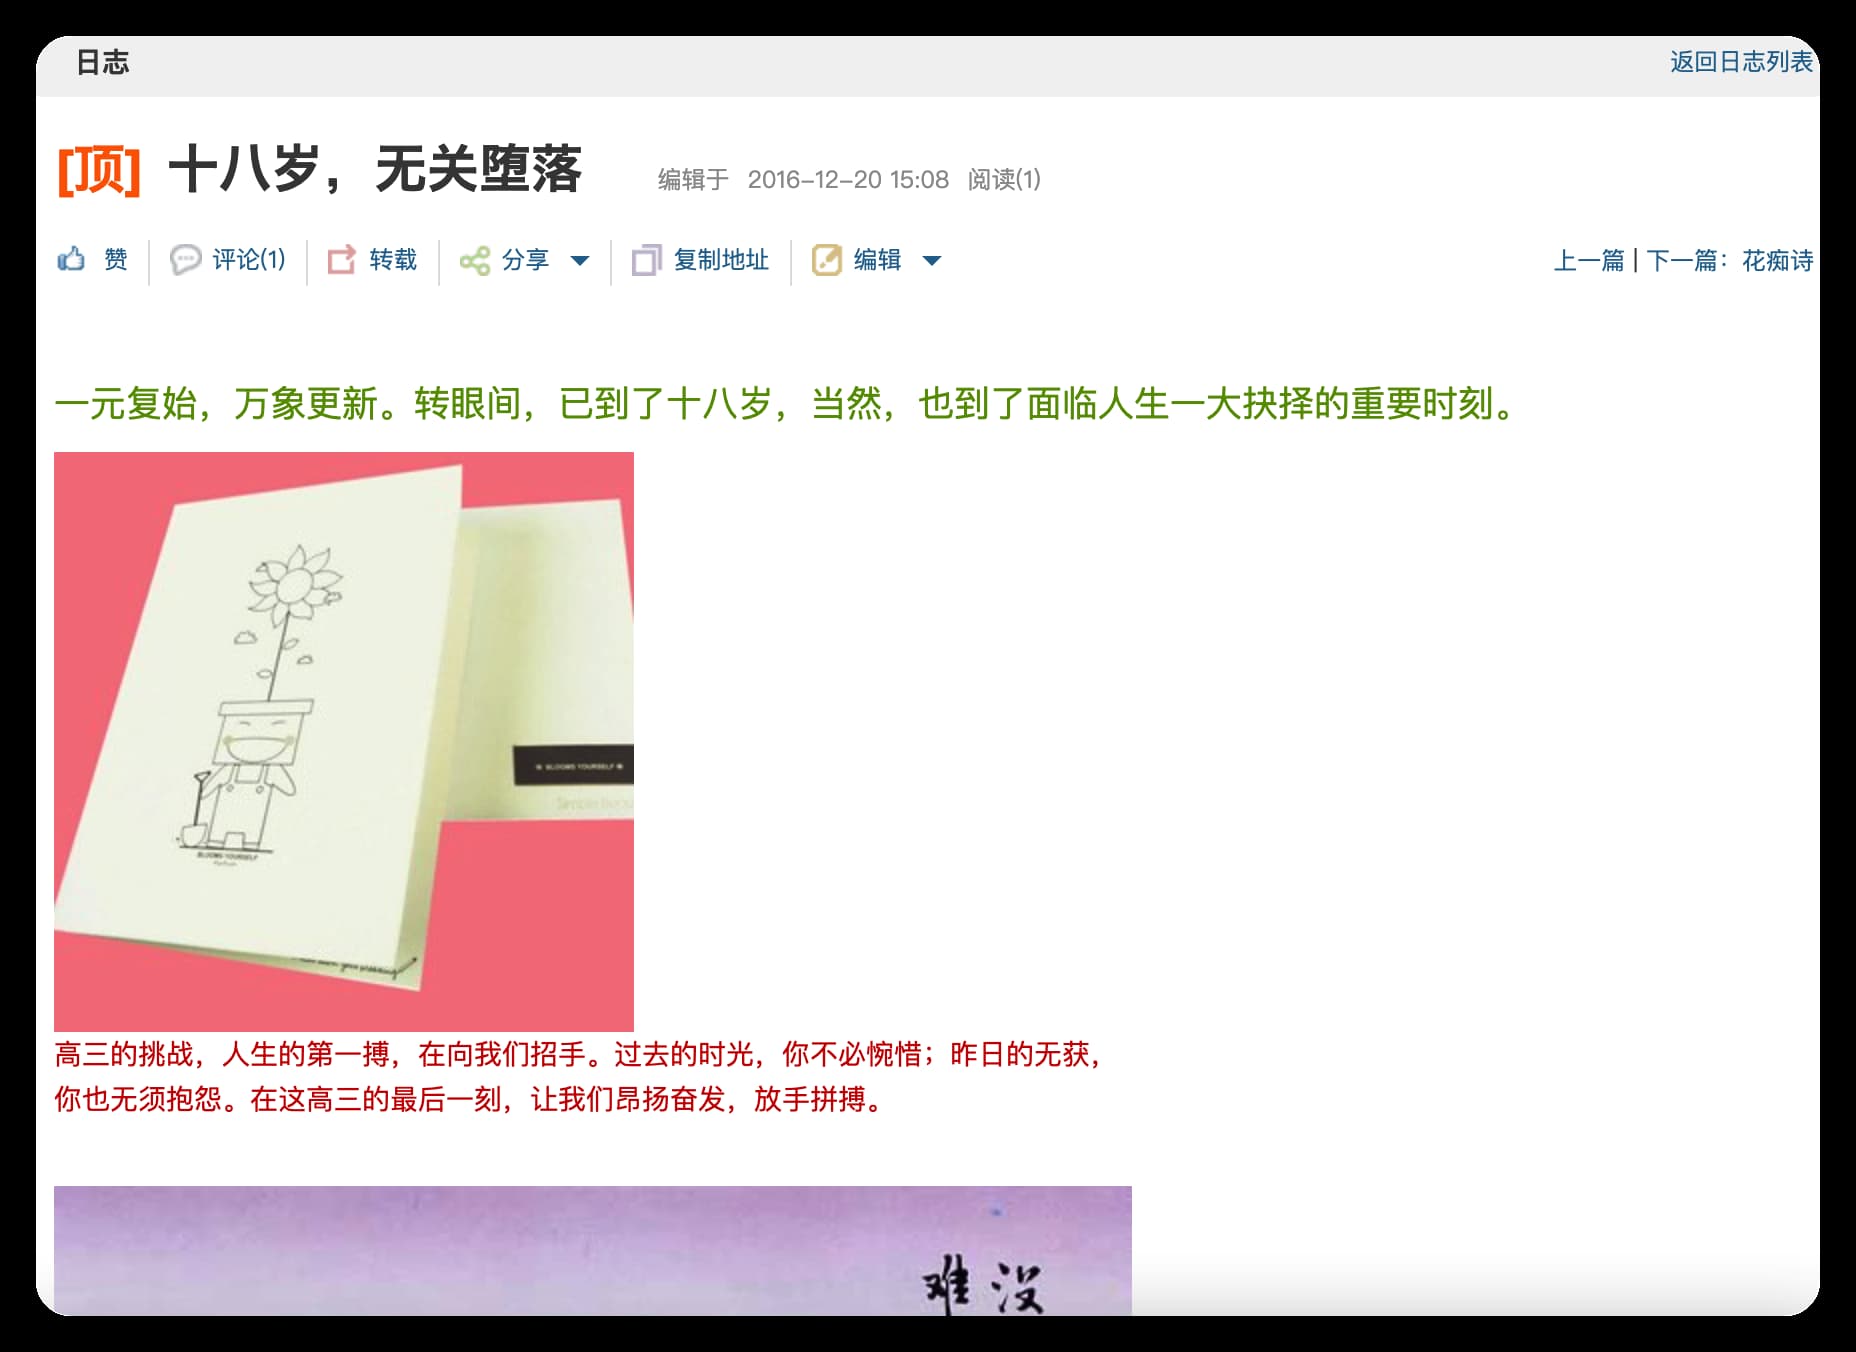 日志
返回日志列表
[顶] 十八岁，无关堕落 编辑于 2016-12-20 15:08 阅读(1)
赞 评论(1) 转载 分享 复制地址 编辑
上一篇 | 下一篇：花痴诗
一元复始，万象更新。转眼间，已到了十八岁，当然，也到了面临人生一大抉择的重要时刻。
BLOOMS YOURSELF
BLOOMS YOURSELF
高三的挑战，人生的第一搏，在向我们招手。过去的时光，你不必惋惜；昨日的无获，
你也无须抱怨。在这高三的最后一刻，让我们昂扬奋发，放手拼搏。
难 没